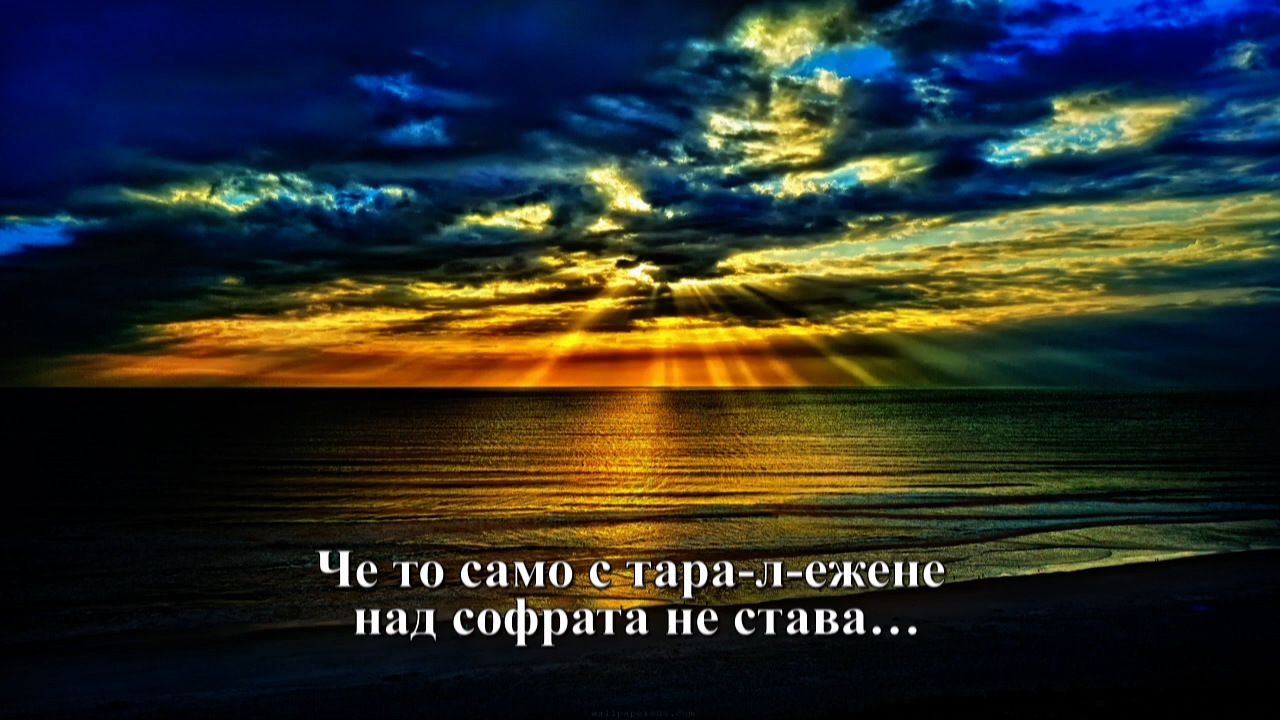 Че то само с тара-л-ежене
над софрата не става...